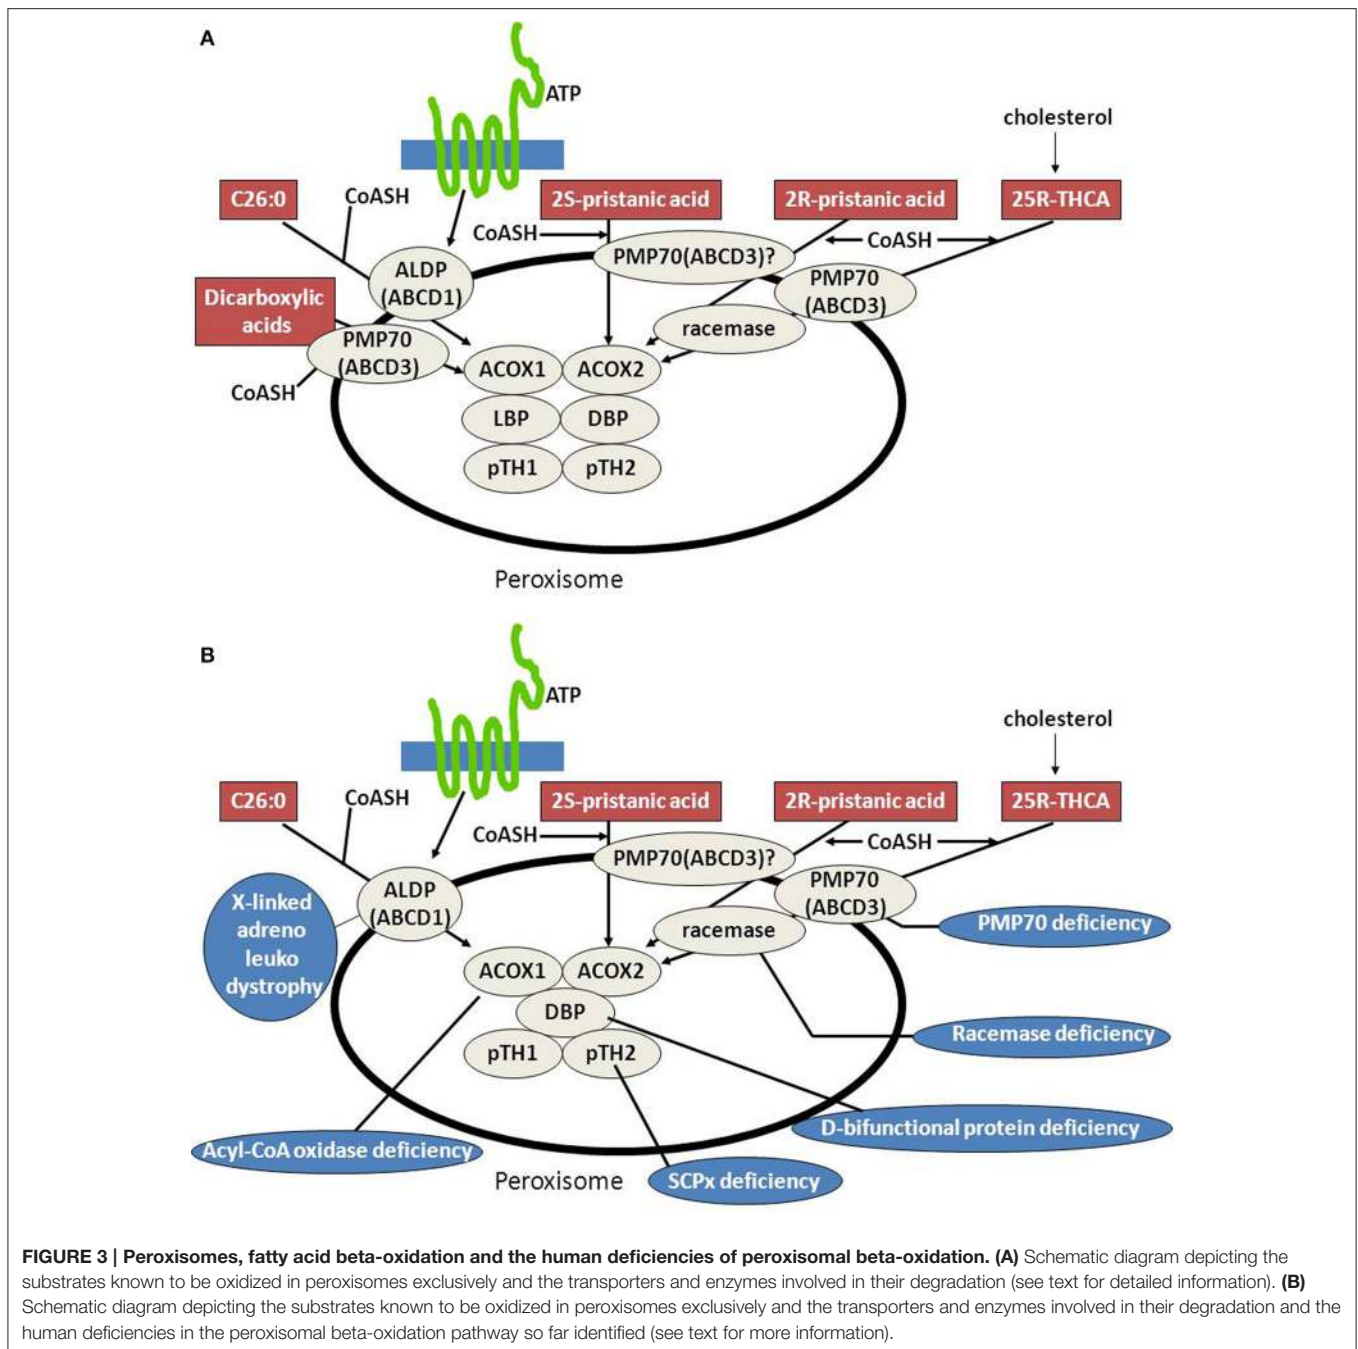 A
ATP
cholesterol
C26:0
CoASH
2S-pristanic acid
2R-pristanic acid
25R-THCA
CoASH
CoASH
PMP70(ABCD3)?
ALDP
(ABCD1)
PMP70
(ABCD3)
Dicarboxylic
acids
racemase
PMP70
(ABCD3)
CoASH
ACOX1
ACOX2
LBP
DBP
pTH1
pTH2
Peroxisome
B
ATP
cholesterol
C26:0
CoASH
2S-pristanic acid
2R-pristanic acid
25R-THCA
CoASH
CoASH
PMP70(ABCD3)?
ALDP
(ABCD1)
PMP70
(ABCD3)
X-linked
adreno
leuko
dystrophy
racemase
PMP70 deficiency
ACOX1
ACOX2
DBP
pTH1
pTH2
Racemase deficiency
D-bifunctional protein deficiency
Acyl-CoA oxidase deficiency
Peroxisome
SCPx deficiency
FIGURE 3 | Peroxisomes, fatty acid beta-oxidation and the human deficiencies of peroxisomal beta-oxidation. (A) Schematic diagram depicting the
substrates known to be oxidized in peroxisomes exclusively and the transporters and enzymes involved in their degradation (see text for detailed information). (B)
Schematic diagram depicting the substrates known to be oxidized in peroxisomes exclusively and the transporters and enzymes involved in their degradation and the
human deficiencies in the peroxisomal beta-oxidation pathway so far identified (see text for more information).